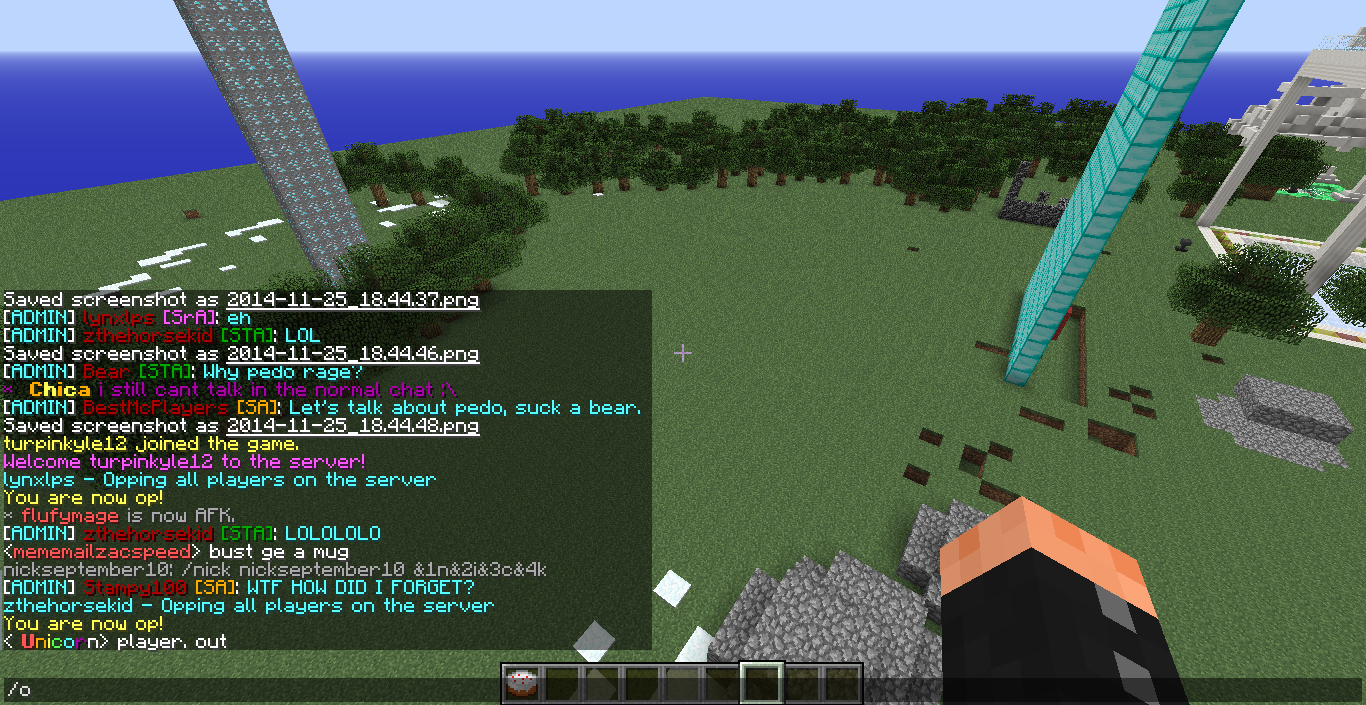 Saved screenshot as 2014-11-25_18.44.37.png
[ADMIN] lynxlps [SrA]: eh
[ADMIN] zthehorsekid [STA]: LOL
Saved screenshot as 2014-11-25_18.44.46.png
[ADMIN] Bear [STA]: Why pedo rage?
* Chica i still cant talk in the normal chat ;\
[ADMIN] BestMcPlayers [SA]: Let's talk about pedo, suck a bear.
Saved screenshot as 2014-11-25_18.44.48.png
turpinkyle12 joined the game.
Welcome turpinkyle12 to the server!
lynxlps - Opping all players on the server
You are now op!
* flufymage is now AFK.
[ADMIN] zthehorsekid [STA]: LOLOLOLO
<mememailzacspeed> bust ge a mug
nickseptember10: /nick nickseptember10 &1n&2i&3c&4k
[ADMIN] Stampy100 [SA]: WTF HOW DID I FORGET?
zthehorsekid - Opping all players on the server
You are now op!
< Unicorn> player. out
/o